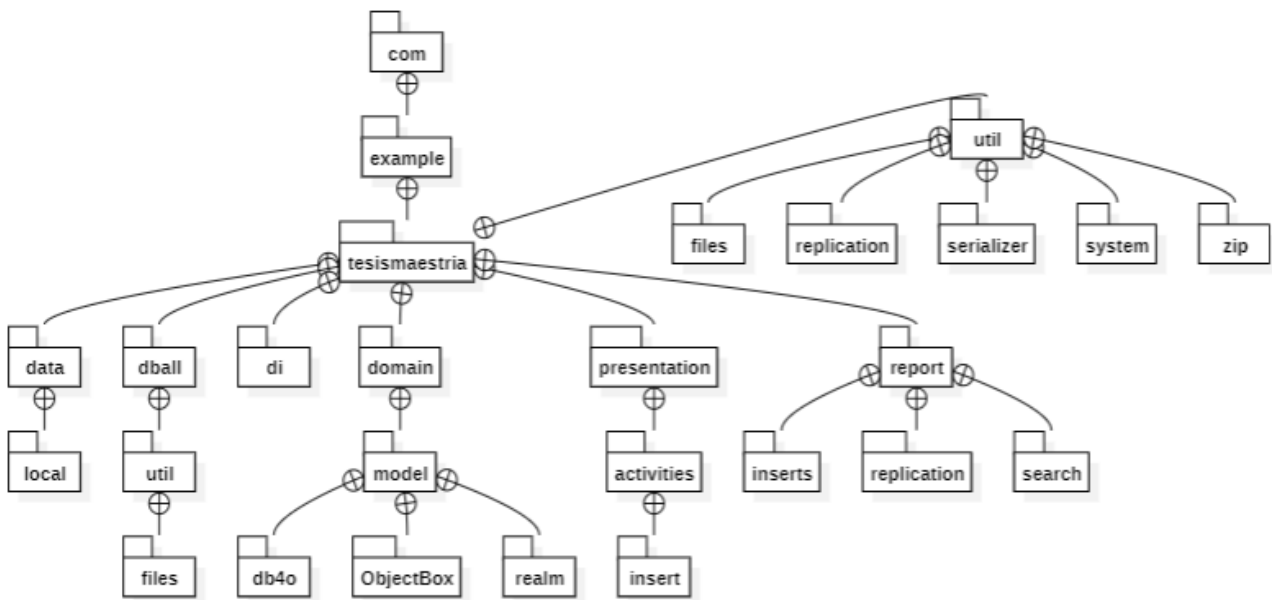 com
util
example
files
replication
serializer
system
zip
tesismaestria
data
dball
di
domain
presentation
report
local
util
model
activities
inserts
replication
search
files
db4o
ObjectBox
realm
insert